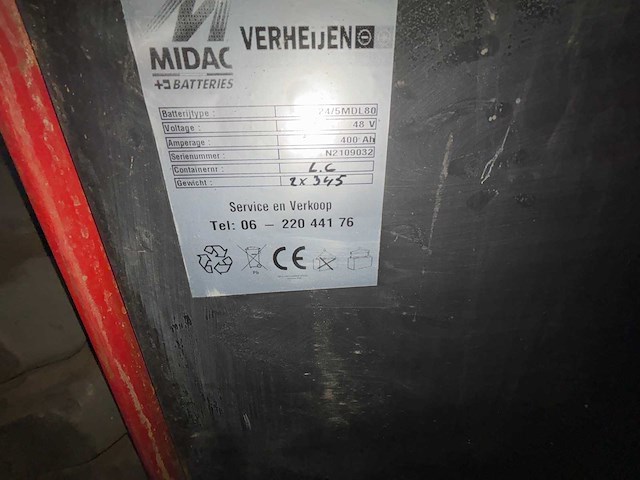 MIDAC
BATTERIES
VERHEIJEN
Batterijtype : 24/5MDL80
Voltage : 48 V
Amperage : 400 Ah
Serienummer : N2109032
Containernr : L.C
Gewicht : 2x345
Service en Verkoop
Tel: 06 – 220 441 76
Pb
CE